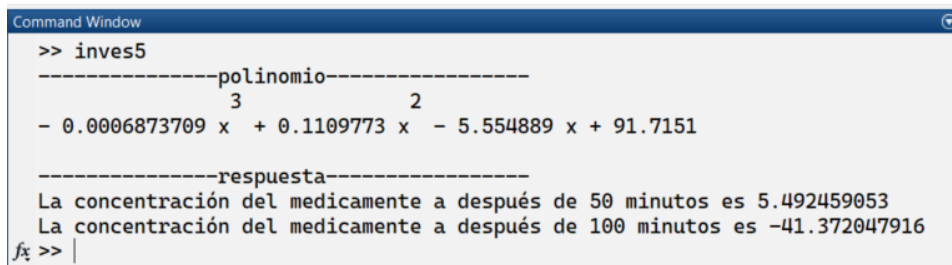 Command Window
>> inves5
---------------polinomio-----------------
3 2
- 0.0006873709 x + 0.1109773 x - 5.554889 x + 91.7151
---------------respuesta-----------------
La concentración del medicamente a después de 50 minutos es 5.492459053
La concentración del medicamente a después de 100 minutos es -41.372047916
fx >>